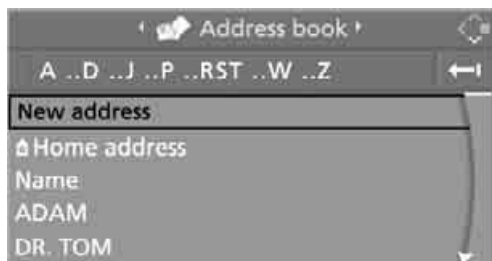 Address book
A ..D ..J ..P ..RST ..W ..Z
New address
Home address
Name
ADAM
DR. TOM